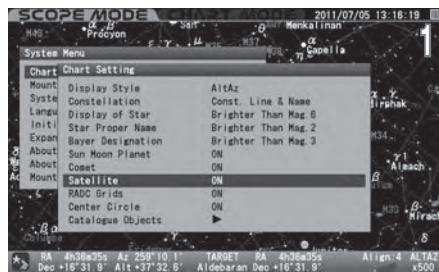 SCOPE MODE
2011/07/05 13:16:19
1
Procyon
Menkalinan
Capella
System Menu
Chart
Chart Setting
Mount
Display Style AltAz
Syste
Constellation Const. Line & Name
Langu
Display of Star Brighter Than Mag.6
Initi
Star Proper Name Brighter Than Mag.2
Expan
Bayer Designation Brighter Than Mag.3
About
Sun Moon Planet ON
About
Comet ON
Mount
Satellite ON
RADC Grids ON
Center Circle ON
Catalogue Objects ▶
M34
γ1
Almach
M33
Mirac
Columba
RA 4h36m35s Az 259°10.1' TARGET RA 4h36m35s Align:4 ALTAZ
Dec +16°31.9' Alt +37°32.6' Aldebaran Dec +16°31.9' x500